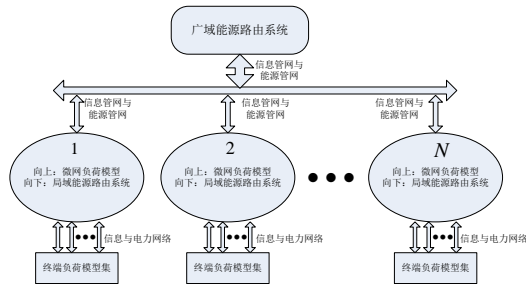 广域能源路由系统
信息管网与
能源管网
信息管网与
能源管网
信息管网与
能源管网
信息管网与
能源管网
1
向上：微网负荷模型
向下：局域能源路由系统
2
向上：微网负荷模型
向下：局域能源路由系统
N
向上：微网负荷模型
向下：局域能源路由系统
信息与电力网络
信息与电力网络
信息与电力网络
终端负荷模型集
终端负荷模型集
终端负荷模型集